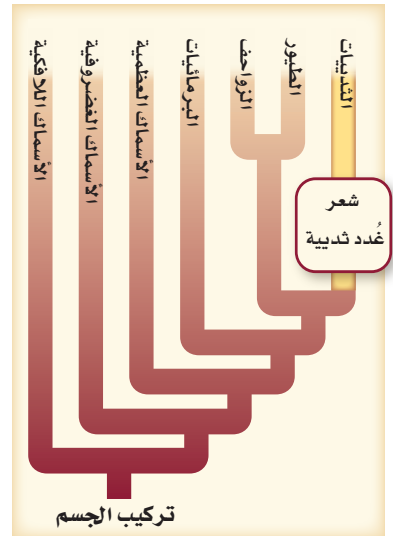 الثدييات
الطيور
الزواحف
البرمائيات
الأسماك العظمية
الأسماك الغضروفية
الأسماك اللافكية
شعر
غُدد ثديية
تركيب الجسم